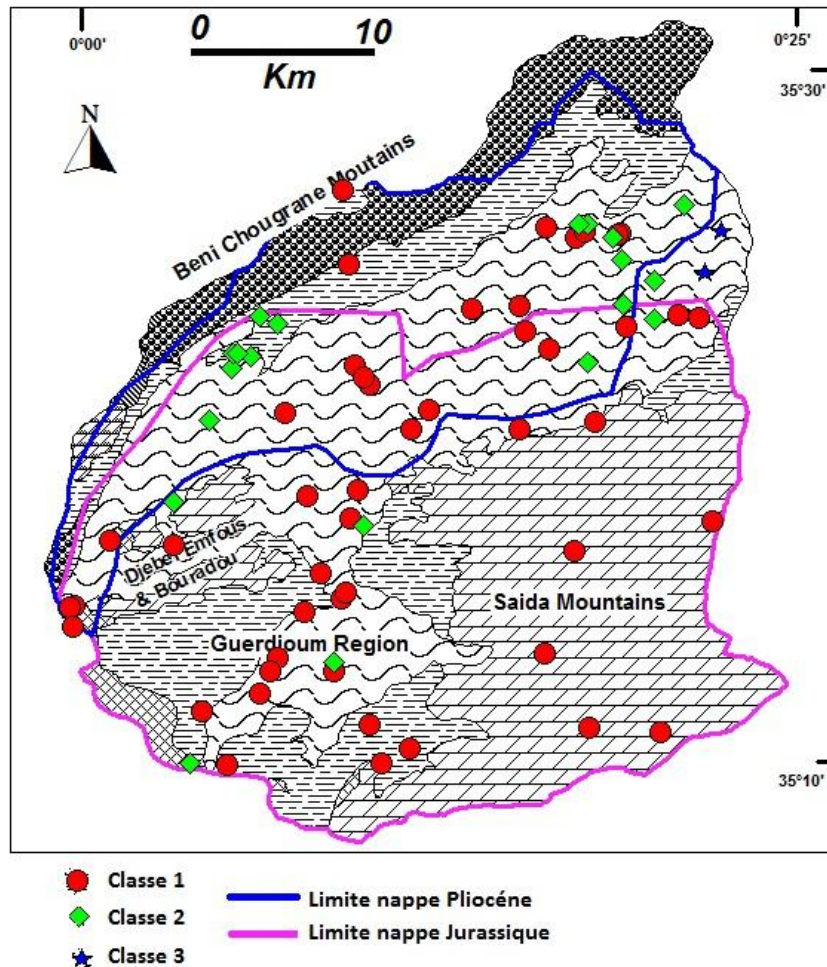 0°00'
0°25'
0 10
Km
35°30'
N
Beni Chougrane Moutains
Djebel Emfous
& Bouradou
Saida Mountains
Guerdioum Region
35°10'
Classe 1
Classe 2
Classe 3
Limite nappe Pliocéne
Limite nappe Jurassique